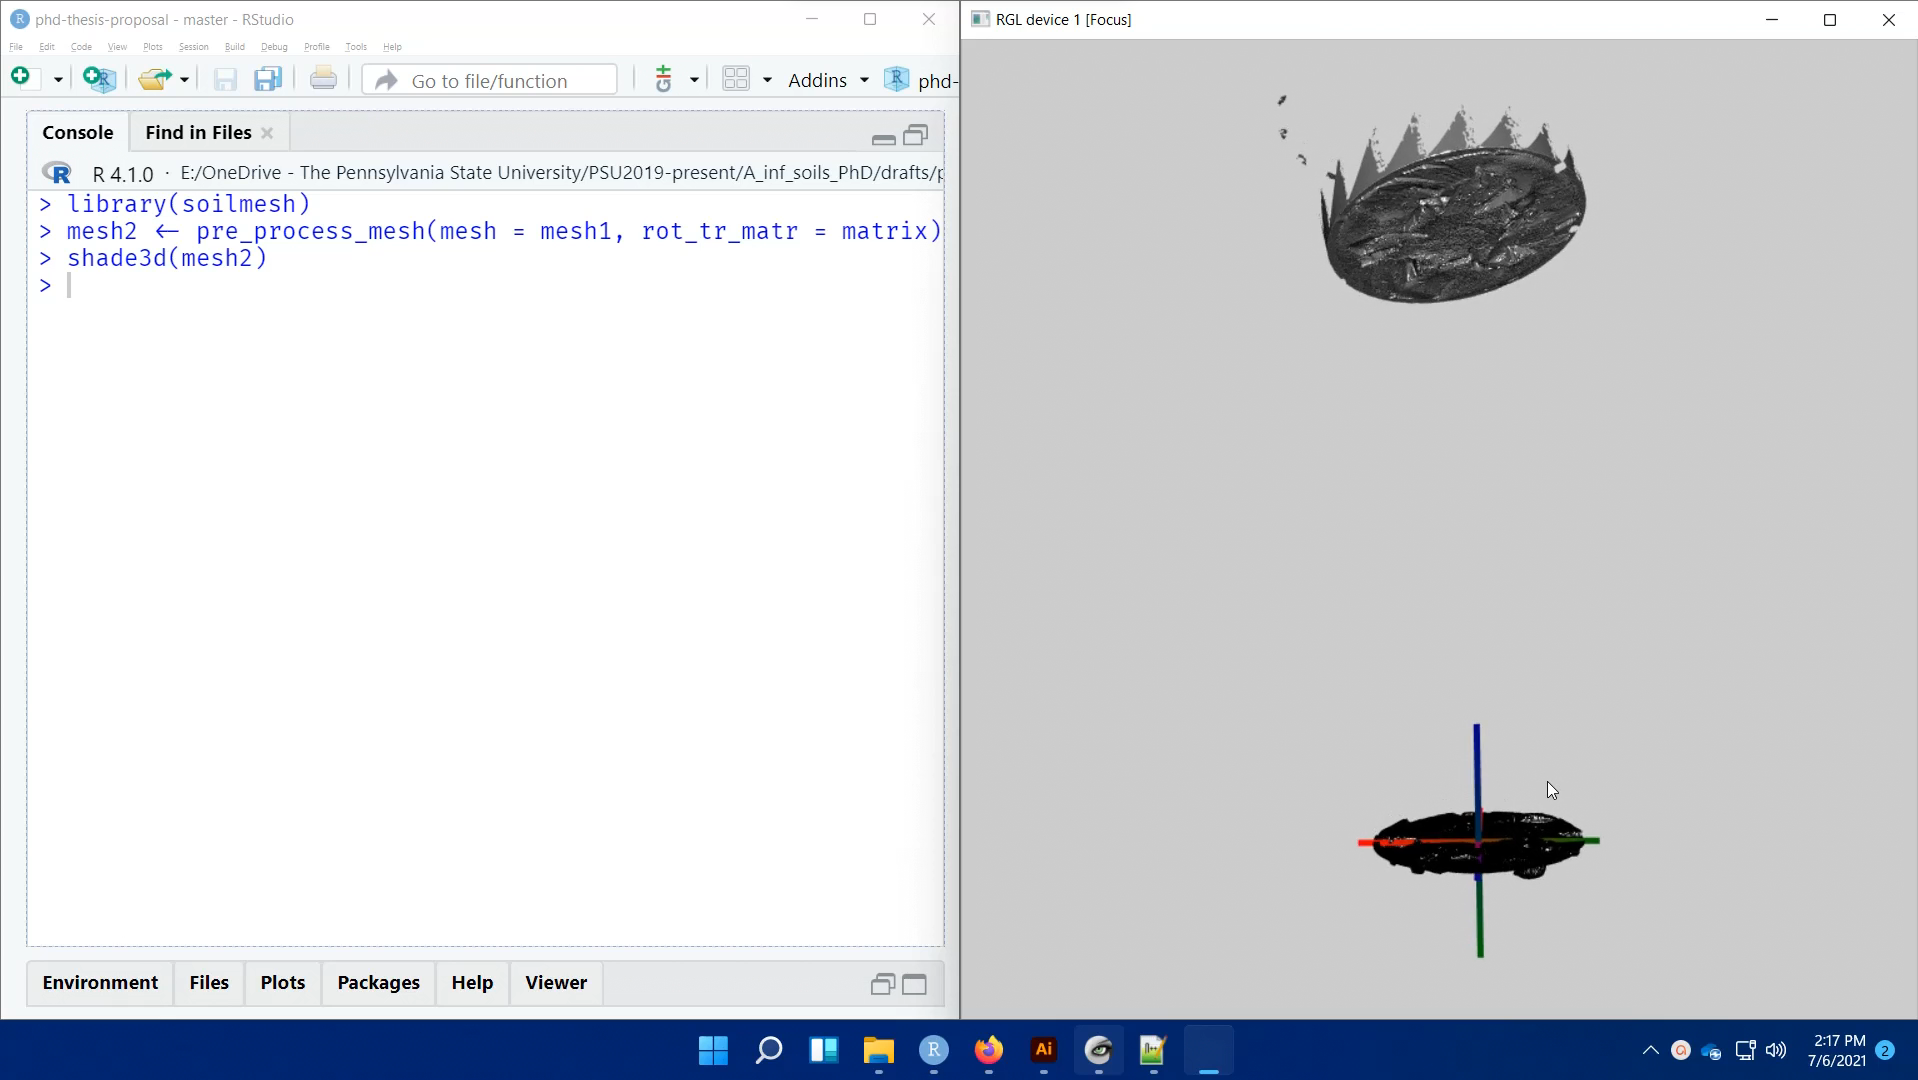 phd-thesis-proposal - master - RStudio
File Edit Code View Plots Session Build Debug Profile Tools Help
Go to file/function
Addins
phd-
Console Find in Files
R 4.1.0 · E:/OneDrive - The Pennsylvania State University/PSU2019-present/A_inf_soils_PhD/drafts/p
> library(soilmesh)
> mesh2 <- pre_process_mesh(mesh = mesh1, rot_tr_matr = matrix)
> shade3d(mesh2)
>
Environment Files Plots Packages Help Viewer
RGL device 1 [Focus]
Ai
2:17 PM
7/6/2021
2